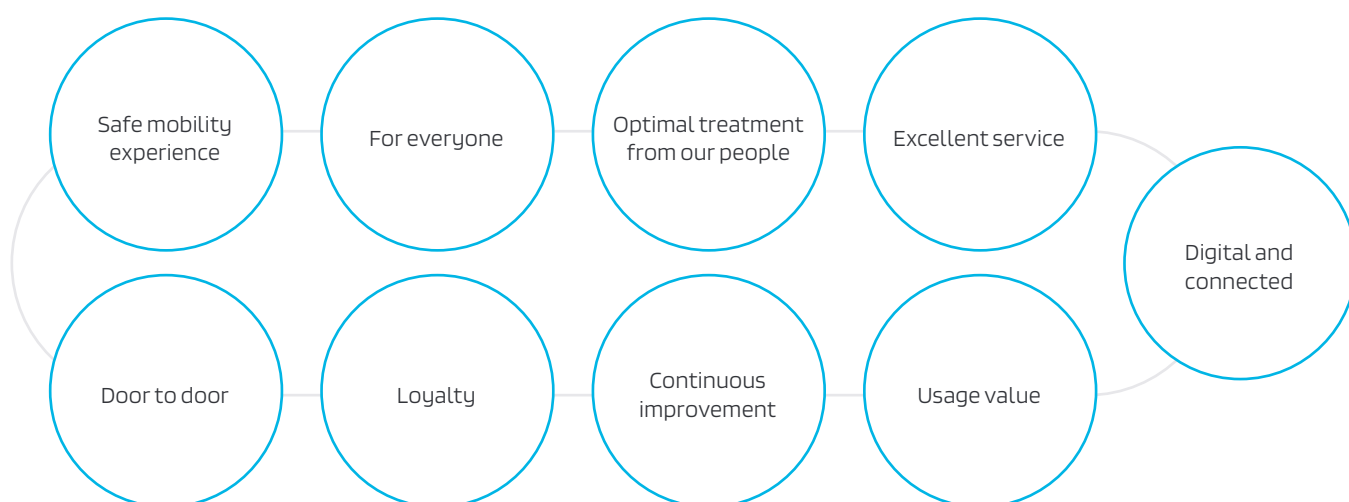 Safe mobility
experience
For everyone
Optimal treatment
from our people
Excellent service
Digital and
connected
Door to door
Loyalty
Continuous
improvement
Usage value